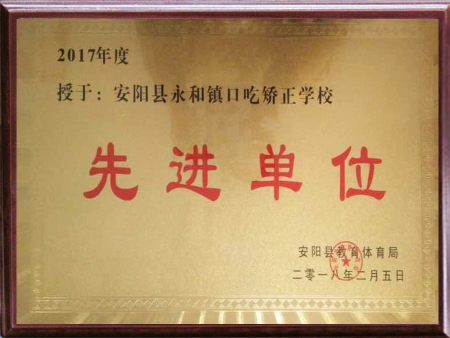 2017年度
授于：安阳县永和镇口吃矫正学校
先进单位
安阳县教育体育局
二零一八年二月五日